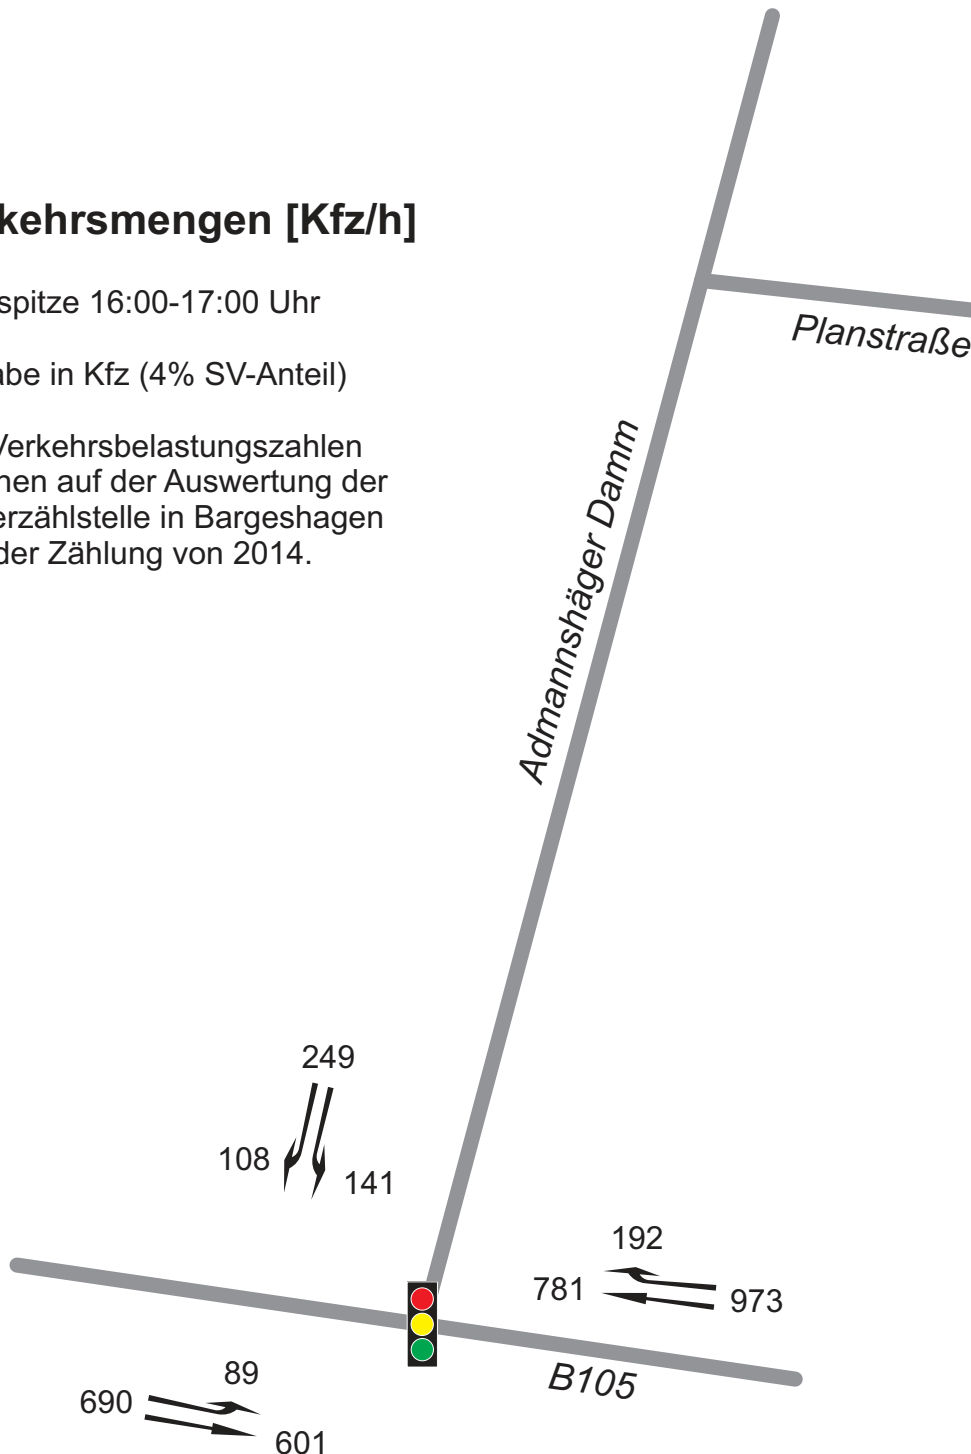 kehrsmengen [Kfz/h]
spitze 16:00-17:00 Uhr
abe in Kfz (4% SV-Anteil)
Verkehrsbelastungszahlen
nen auf der Auswertung der
erzählstelle in Bargeshagen
der Zählung von 2014.
Planstraße
Admannshäger Damm
249
108
141
192
781
973
B105
89
690
601